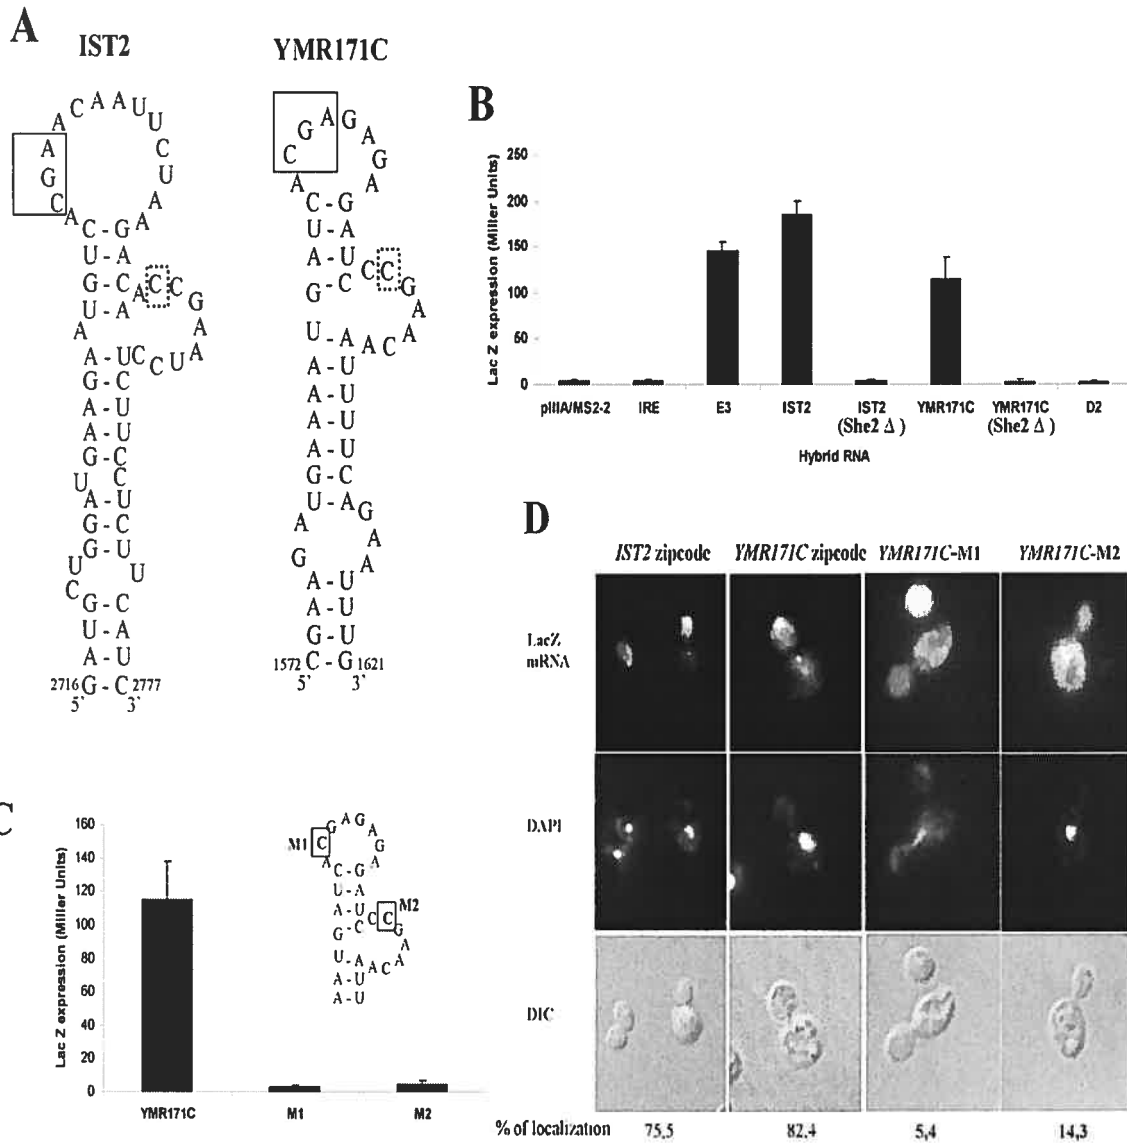 A
IST2
C A A U
A U
A C
G U
C A
A A
C - G
U - A
G - C A C C
U - A G
A A
A - U C C U A
G - C
A - U
A - U
G - C
U C
A - U
G - C
G - U
U U
C
G - C
U - A
A - U
2716 G - C 2777
5' 3'
YMR171C
G A G
C A
G
A A
C - G
U - A
A - U C C
G - C G
A
U - A A C A
A - U
A - U
A - U
A - U
G - C
U - A G
A A
G A
A - U
A - U
G - U
1572 C - G 1621
5' 3'
B
Lac Z expression (Miller Units)
250
200
150
100
50
0
pIIIA/MS2-2 IRE E3 IST2 IST2 (She2 Δ) YMR171C YMR171C (She2 Δ) D2
Hybrid RNA
C
Lac Z expression (Miller Units)
160
140
120
100
80
60
40
20
0
YMR171C M1 M2
G A G
M1 C A
G
A A
C - G
U - A
A - U M2
U - C C C
G - C G
A
U - A A C A
A - U
A - U
D
IST2 zipcode YMR171C zipcode YMR171C-M1 YMR171C-M2
LacZ
mRNA
DAPI
DIC
% of localization 75,5 82,4 5,4 14,3